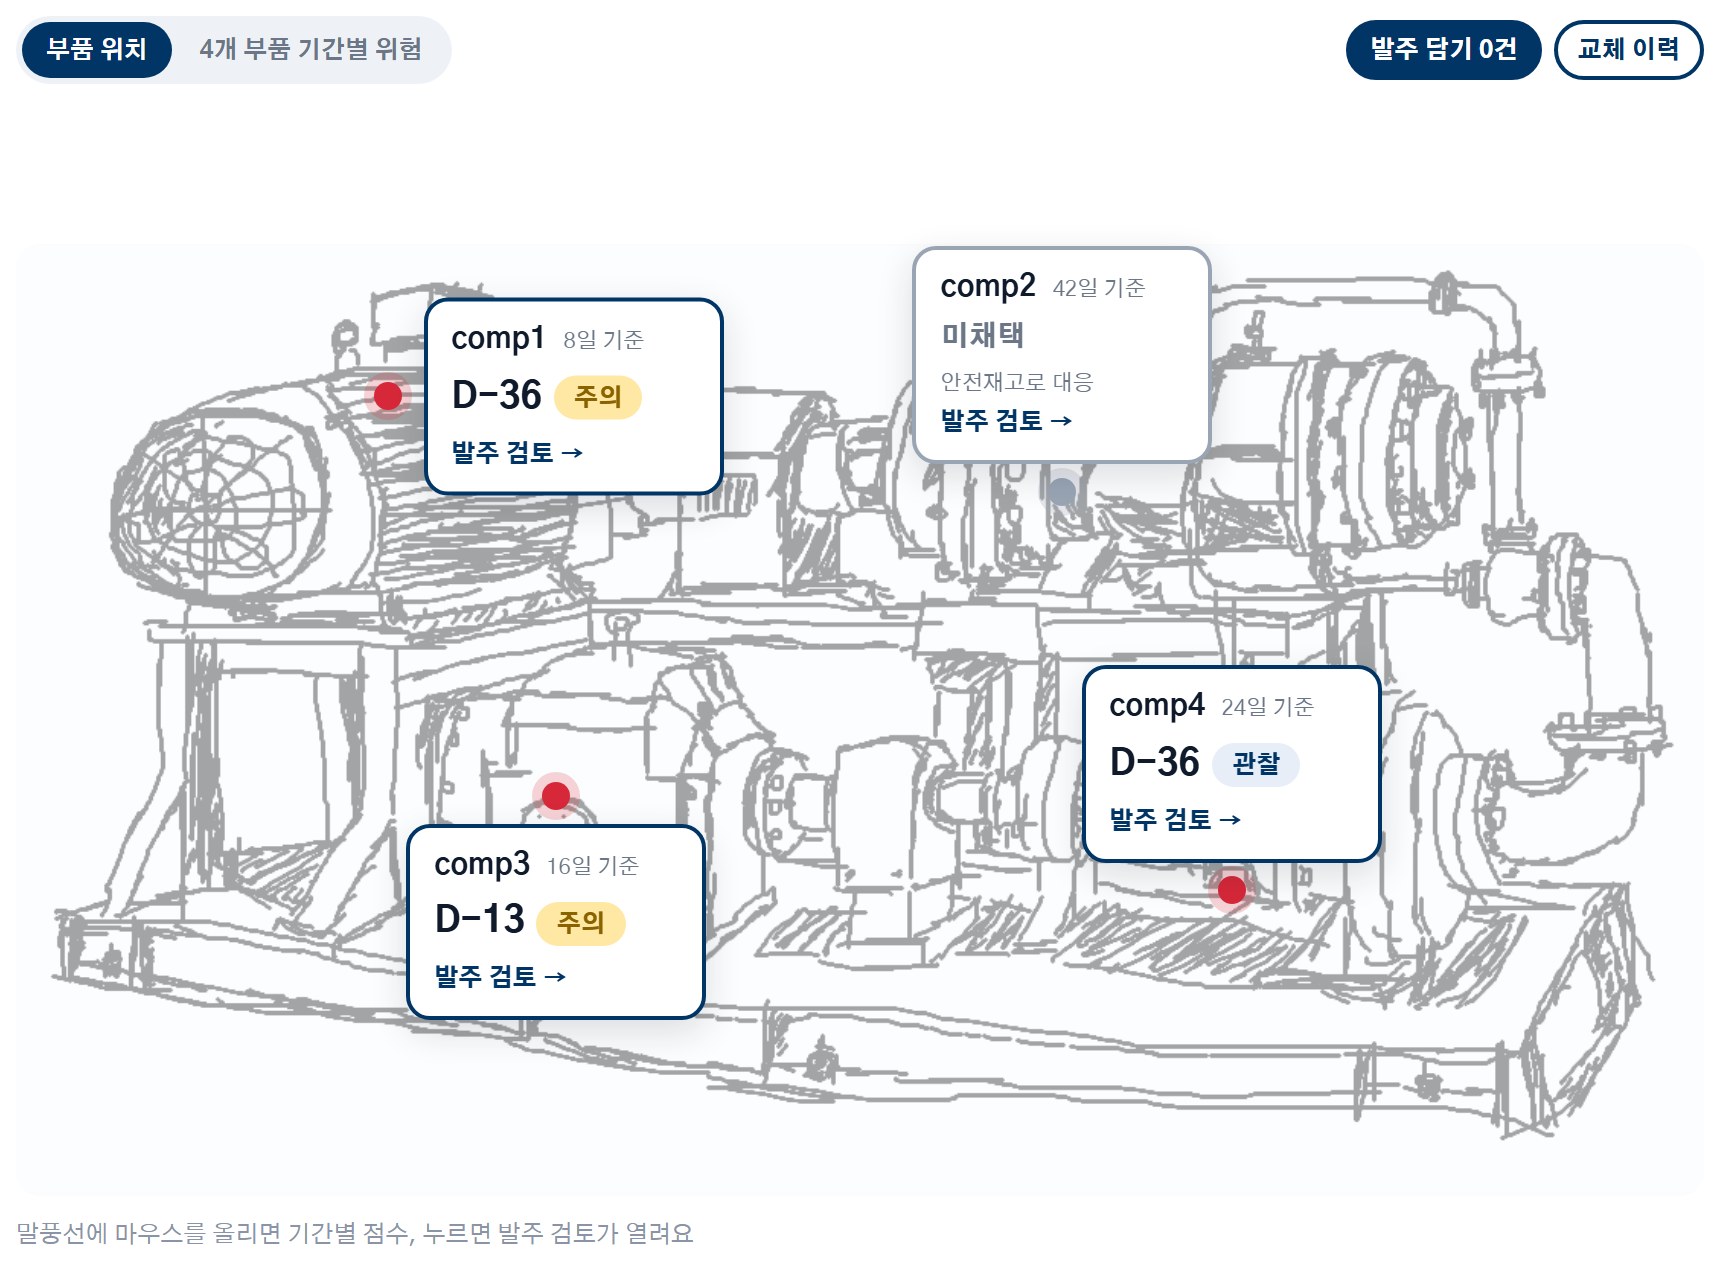 부품 위치
4개 부품 기간별 위험
발주 담기 0건
교체 이력
comp1 8일 기준
D-36 주의
발주 검토 →
comp2 42일 기준
미채택
안전재고로 대응
발주 검토 →
comp3 16일 기준
D-13 주의
발주 검토 →
comp4 24일 기준
D-36 관찰
발주 검토 →
말풍선에 마우스를 올리면 기간별 점수, 누르면 발주 검토가 열려요